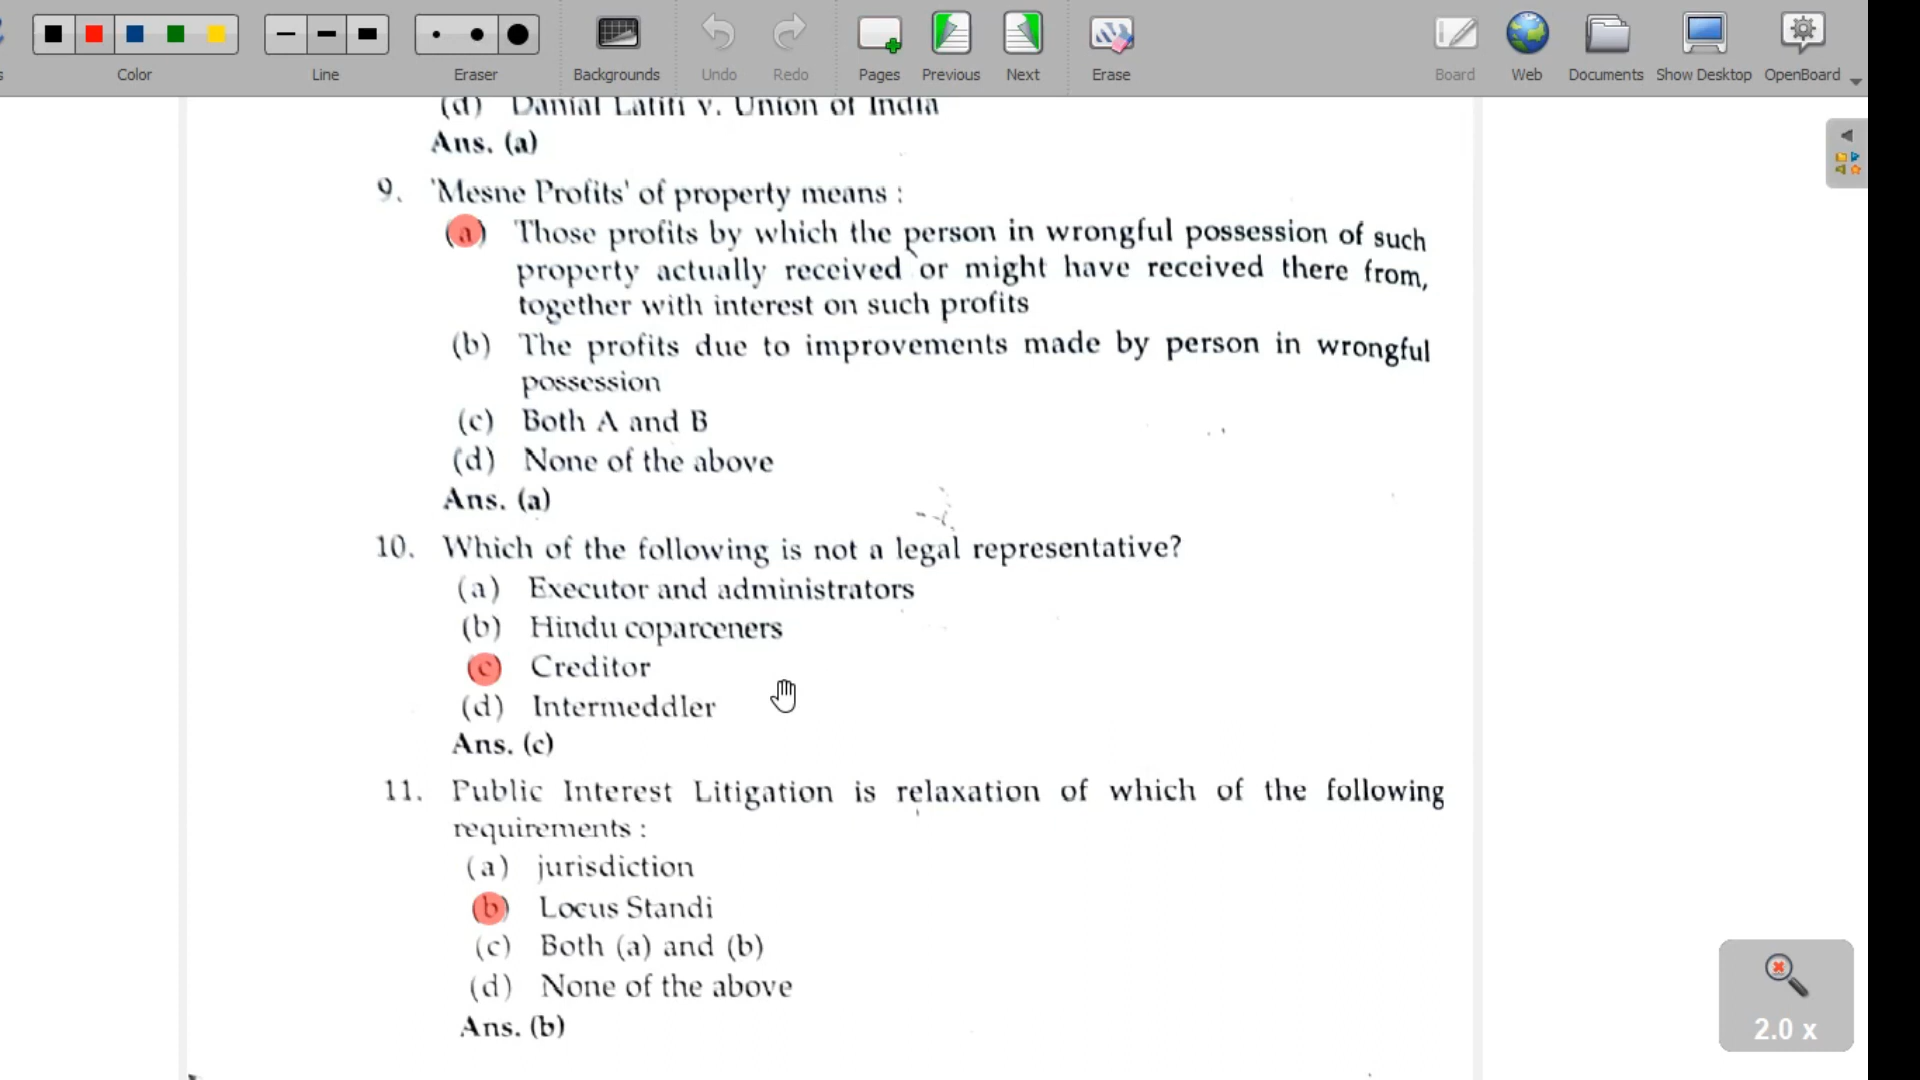 Color
Line
Eraser
Backgrounds
Undo
Redo
Pages
Previous
Next
Erase
Board
Web
Documents
Show Desktop
OpenBoard
(d) Danial Latifi v. Union of India
Ans. (a)
9. 'Mesne Profits' of property means :
(a) Those profits by which the person in wrongful possession of such
property actually received or might have received there from,
together with interest on such profits
(b) The profits due to improvements made by person in wrongful
possession
(c) Both A and B
(d) None of the above
Ans. (a)
10. Which of the following is not a legal representative?
(a) Executor and administrators
(b) Hindu coparceners
(c) Creditor
(d) Intermeddler
Ans. (c)
11. Public Interest Litigation is relaxation of which of the following
requirements :
(a) jurisdiction
(b) Locus Standi
(c) Both (a) and (b)
(d) None of the above
Ans. (b)
2.0 x